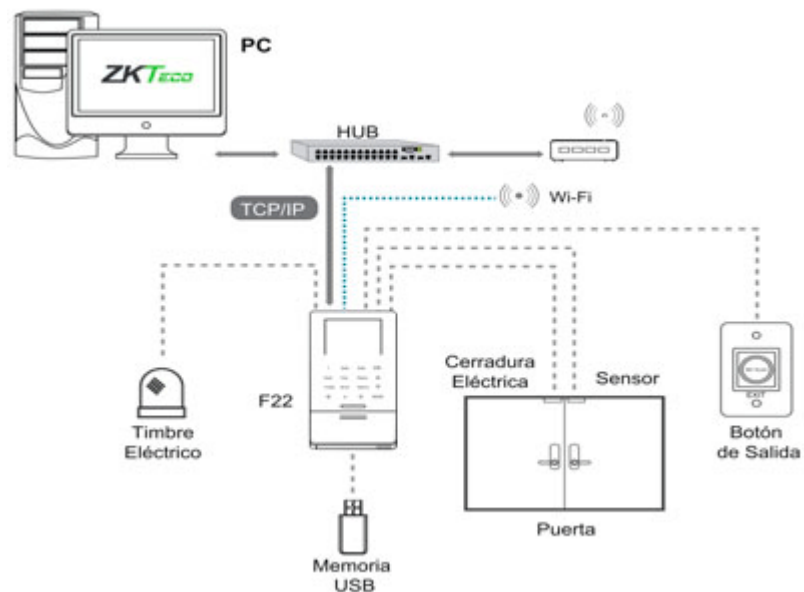 PC
ZKTeco
HUB
TCP/IP
Wi-Fi
F22
Timbre
Eléctrico
Cerradura
Eléctrica
Sensor
EXIT
Botón
de Salida
Puerta
Memoria
USB